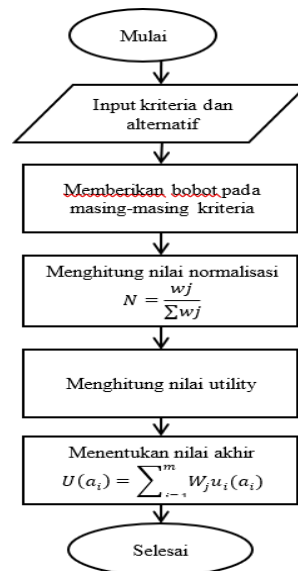 Mulai
Input kriteria dan
alternatif
Memberikan bobot pada
masing-masing kriteria
Menghitung nilai normalisasi
N = wj / ∑wj
Menghitung nilai utility
Menentukan nilai akhir
U(aᵢ) = ∑ᵐ Wⱼuᵢ(aᵢ)
Selesai